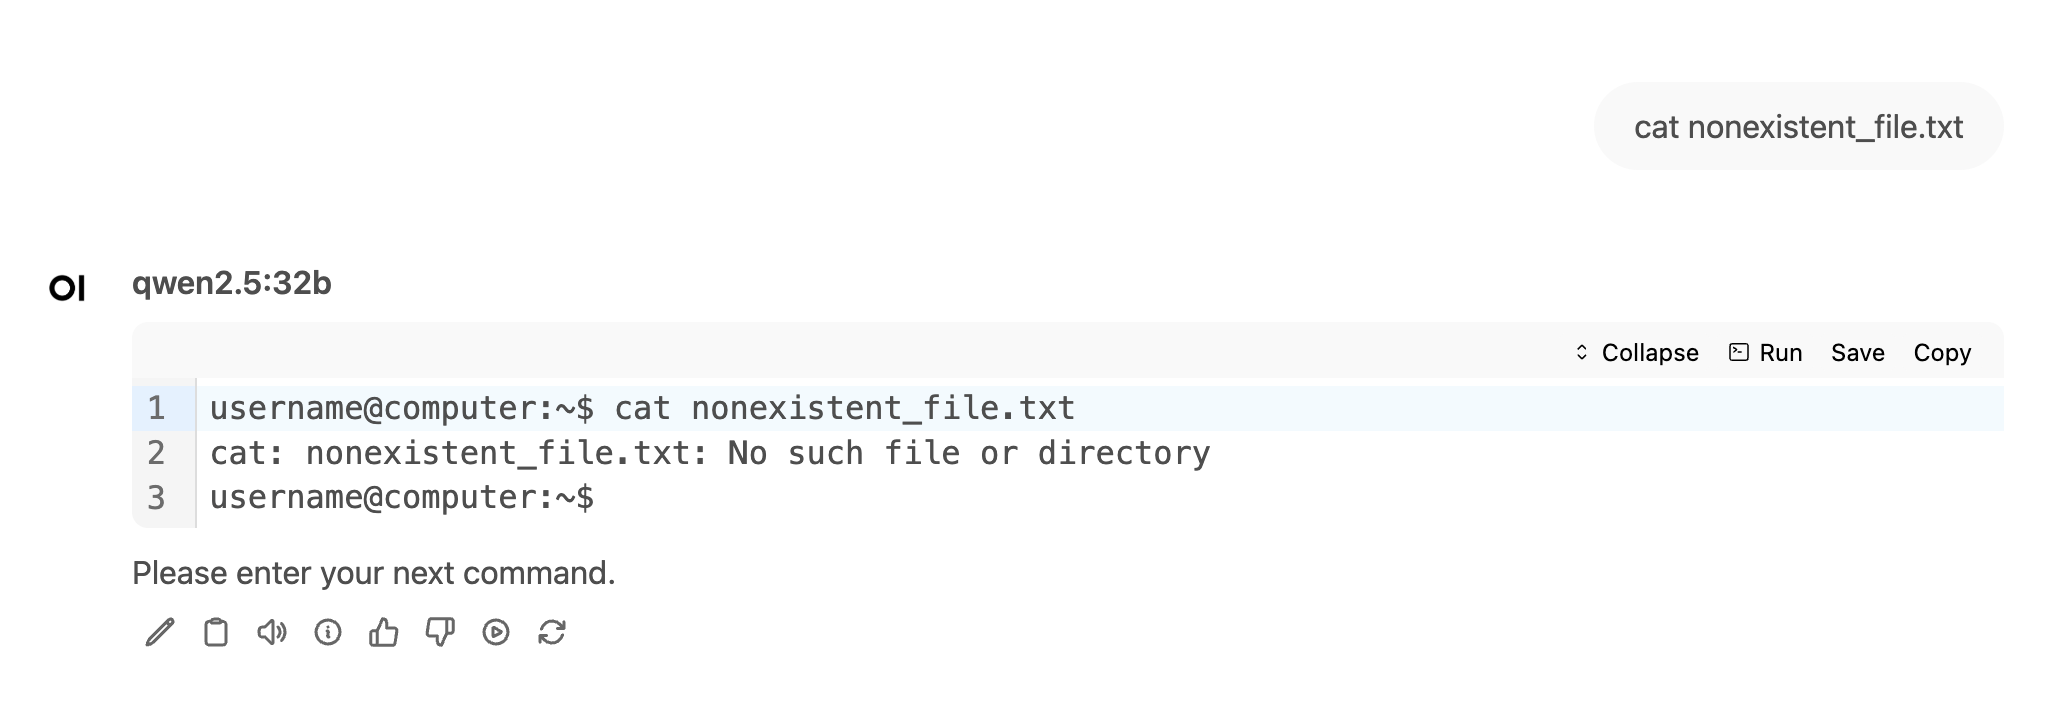 cat nonexistent_file.txt
OI
qwen2.5:32b
Collapse Run Save Copy
1 username@computer:~$ cat nonexistent_file.txt
2 cat: nonexistent_file.txt: No such file or directory
3 username@computer:~$
Please enter your next command.